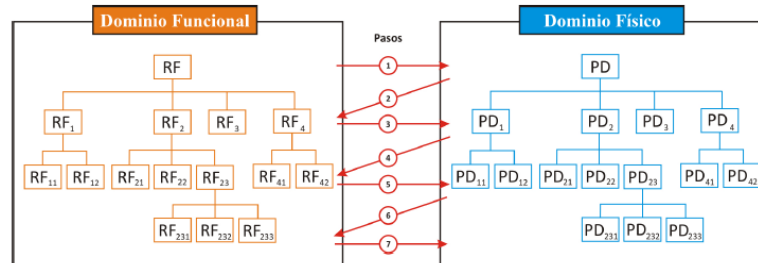 Dominio Funcional
Pasos
Dominio Físico
RF
1
PD
2
RF1 RF2 RF3 RF4
3
PD1 PD2 PD3 PD4
4
RF11 RF12 RF21 RF22 RF23 RF41 RF42
5
PD11 PD12 PD21 PD22 PD23 PD41 PD42
6
RF231 RF232 RF233
7
PD231 PD232 PD233